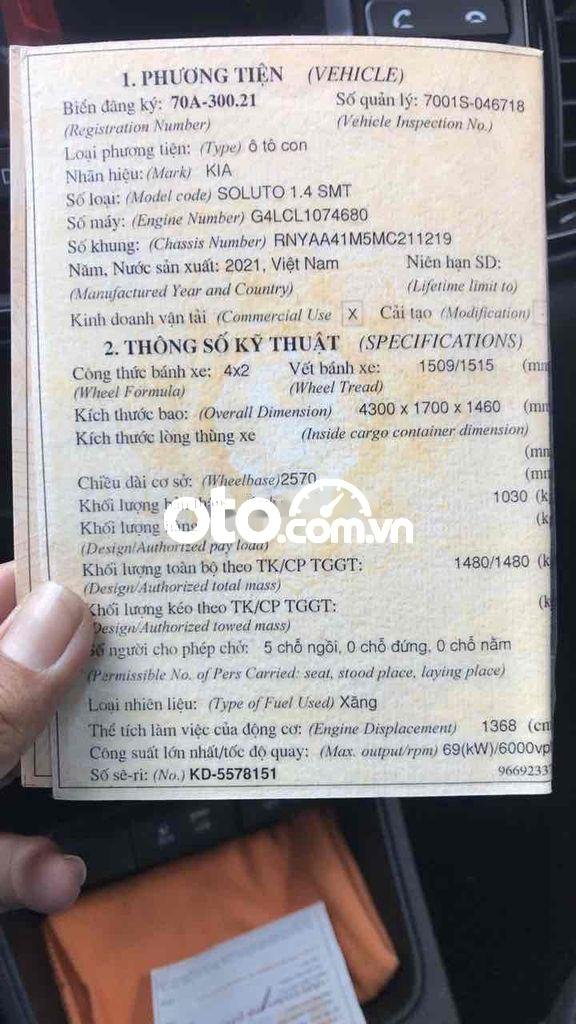 1. PHƯƠNG TIỆN (VEHICLE)
Biển đăng ký: 70A-300.21 Số quản lý: 7001S-046718
(Registration Number) (Vehicle Inspection No.)
Loại phương tiện: (Type) ô tô con
Nhãn hiệu: (Mark) KIA
Số loại: (Model code) SOLUTO 1.4 SMT
Số máy: (Engine Number) G4LCL1074680
Số khung: (Chassis Number) RNYAA41M5MC211219
Năm, Nước sản xuất: 2021, Việt Nam Niên hạn SD:
(Manufactured Year and Country) (Lifetime limit to)
Kinh doanh vận tải (Commercial Use X Cải tạo (Modification)
2. THÔNG SỐ KỸ THUẬT (SPECIFICATIONS)
Công thức bánh xe: 4x2 Vết bánh xe: 1509/1515 (mm
(Wheel Formula) (Wheel Tread)
Kích thước bao: (Overall Dimension) 4300 x 1700 x 1460 (mm
Kích thước lòng thùng xe (Inside cargo container dimension)
(mm
Chiều dài cơ sở: (Wheelbase)2570 (mm
Khối lượng 1030 (k
Khối lượng (k
oto.com.vn
(Design/Authorized pay load)
Khối lượng toàn bộ theo TK/CP TGGT: 1480/1480 (k
(Design/Authorized total mass)
Khối lượng kéo theo TK/CP TGGT: (k
Design/Authorized towed mass)
Số người cho phép chở: 5 chỗ ngồi, 0 chỗ đứng, 0 chỗ nằm
(Permissible No. of Pers Carried: seat, stood place, laying place)
Loại nhiên liệu: (Type of Fuel Used) Xăng
Thể tích làm việc của động cơ: (Engine Displacement) 1368 (cm
Công suất lớn nhất/tốc độ quay: (Max. output/rpm) 69(kW)/6000vp
Số sê-ri: (No.) KD-5578151 9669233